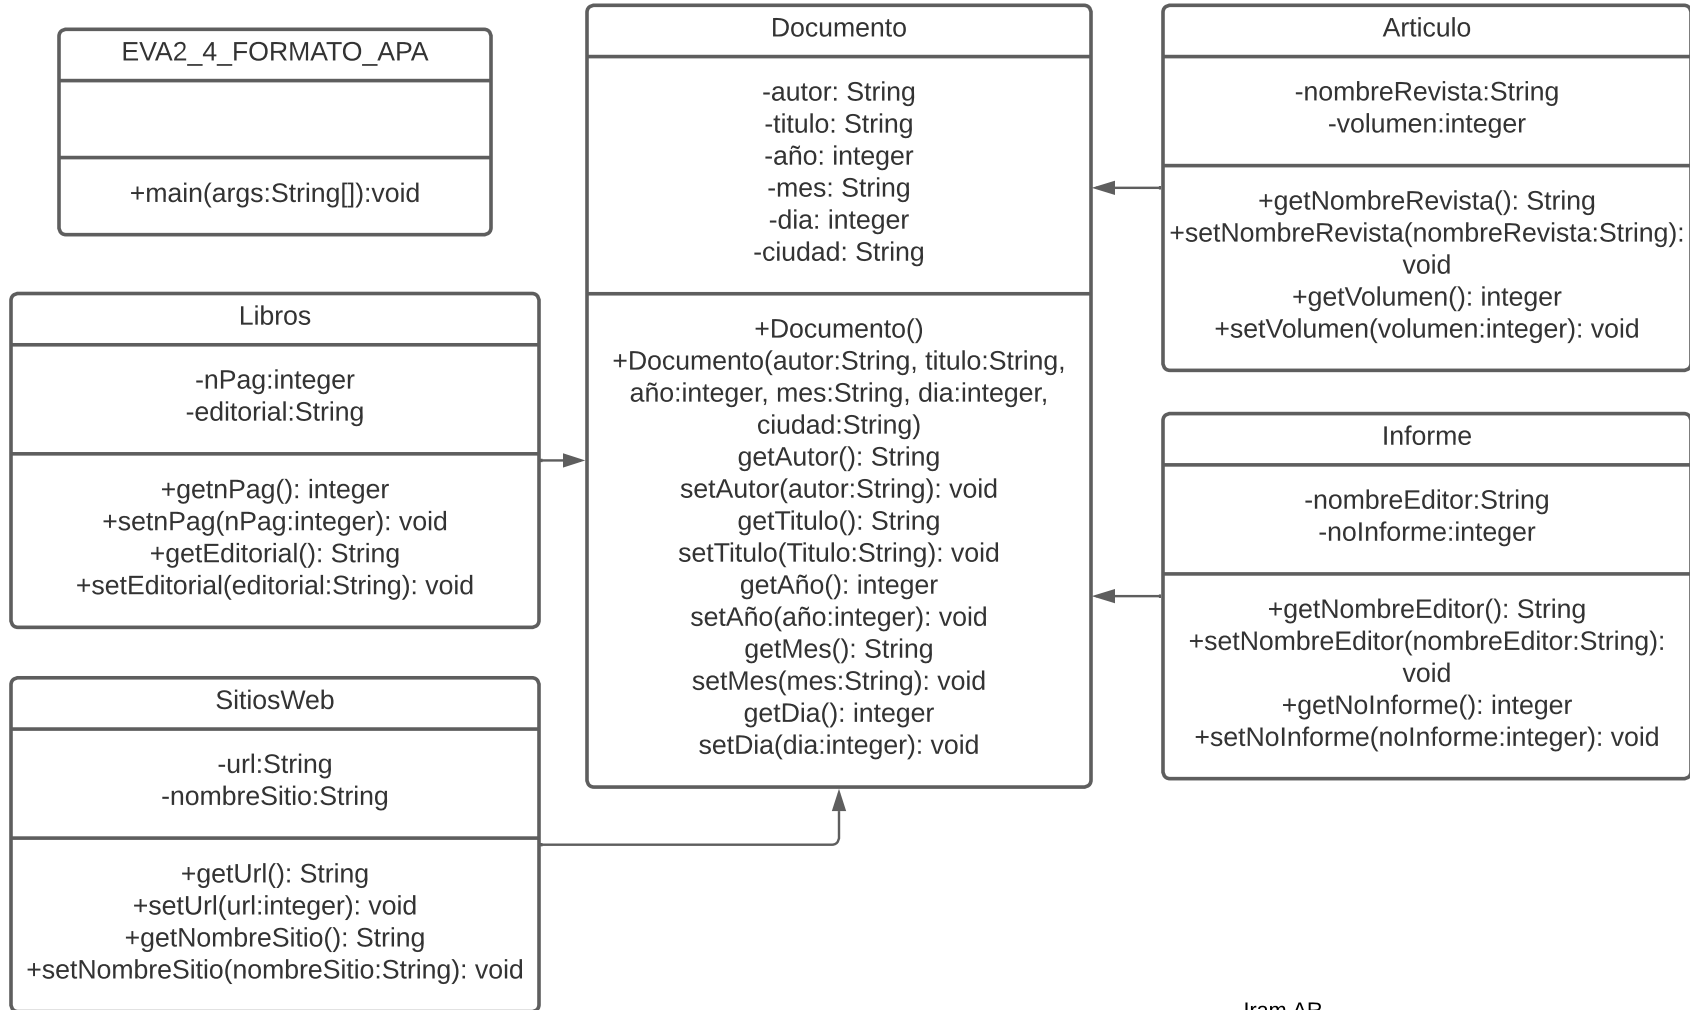 EVA2_4_FORMATO_APA
+main(args:String[]):void
Libros
-nPag:integer
-editorial:String
+getnPag(): integer
+setnPag(nPag:integer): void
+getEditorial(): String
+setEditorial(editorial:String): void
SitiosWeb
-url:String
-nombreSitio:String
+getUrl(): String
+setUrl(url:integer): void
+getNombreSitio(): String
+setNombreSitio(nombreSitio:String): void
Documento
-autor: String
-titulo: String
-año: integer
-mes: String
-dia: integer
-ciudad: String
+Documento()
+Documento(autor:String, titulo:String,
año:integer, mes:String, dia:integer,
ciudad:String)
getAutor(): String
setAutor(autor:String): void
getTitulo(): String
setTitulo(Titulo:String): void
getAño(): integer
setAño(año:integer): void
getMes(): String
setMes(mes:String): void
getDia(): integer
setDia(dia:integer): void
Articulo
-nombreRevista:String
-volumen:integer
+getNombreRevista(): String
+setNombreRevista(nombreRevista:String):
void
+getVolumen(): integer
+setVolumen(volumen:integer): void
Informe
-nombreEditor:String
-noInforme:integer
+getNombreEditor(): String
+setNombreEditor(nombreEditor:String):
void
+getNoInforme(): integer
+setNoInforme(noInforme:integer): void